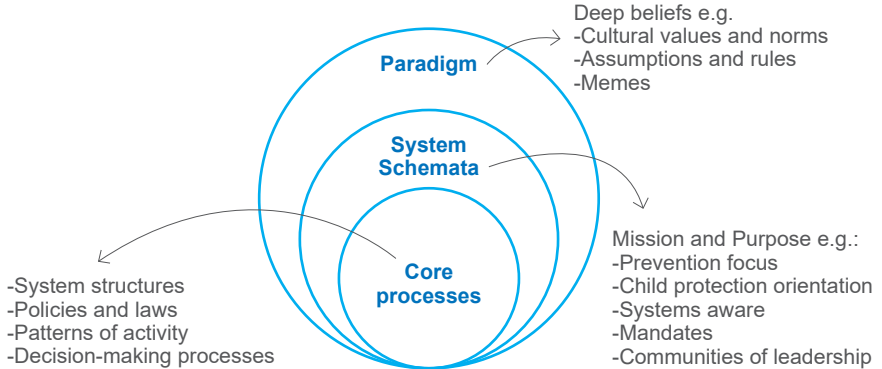 Deep beliefs e.g.
-Cultural values and norms
-Assumptions and rules
-Memes
Paradigm
System
Schemata
Mission and Purpose e.g.:
-Prevention focus
-Child protection orientation
-Systems aware
-Mandates
-Communities of leadership
Core
processes
-System structures
-Policies and laws
-Patterns of activity
-Decision-making processes